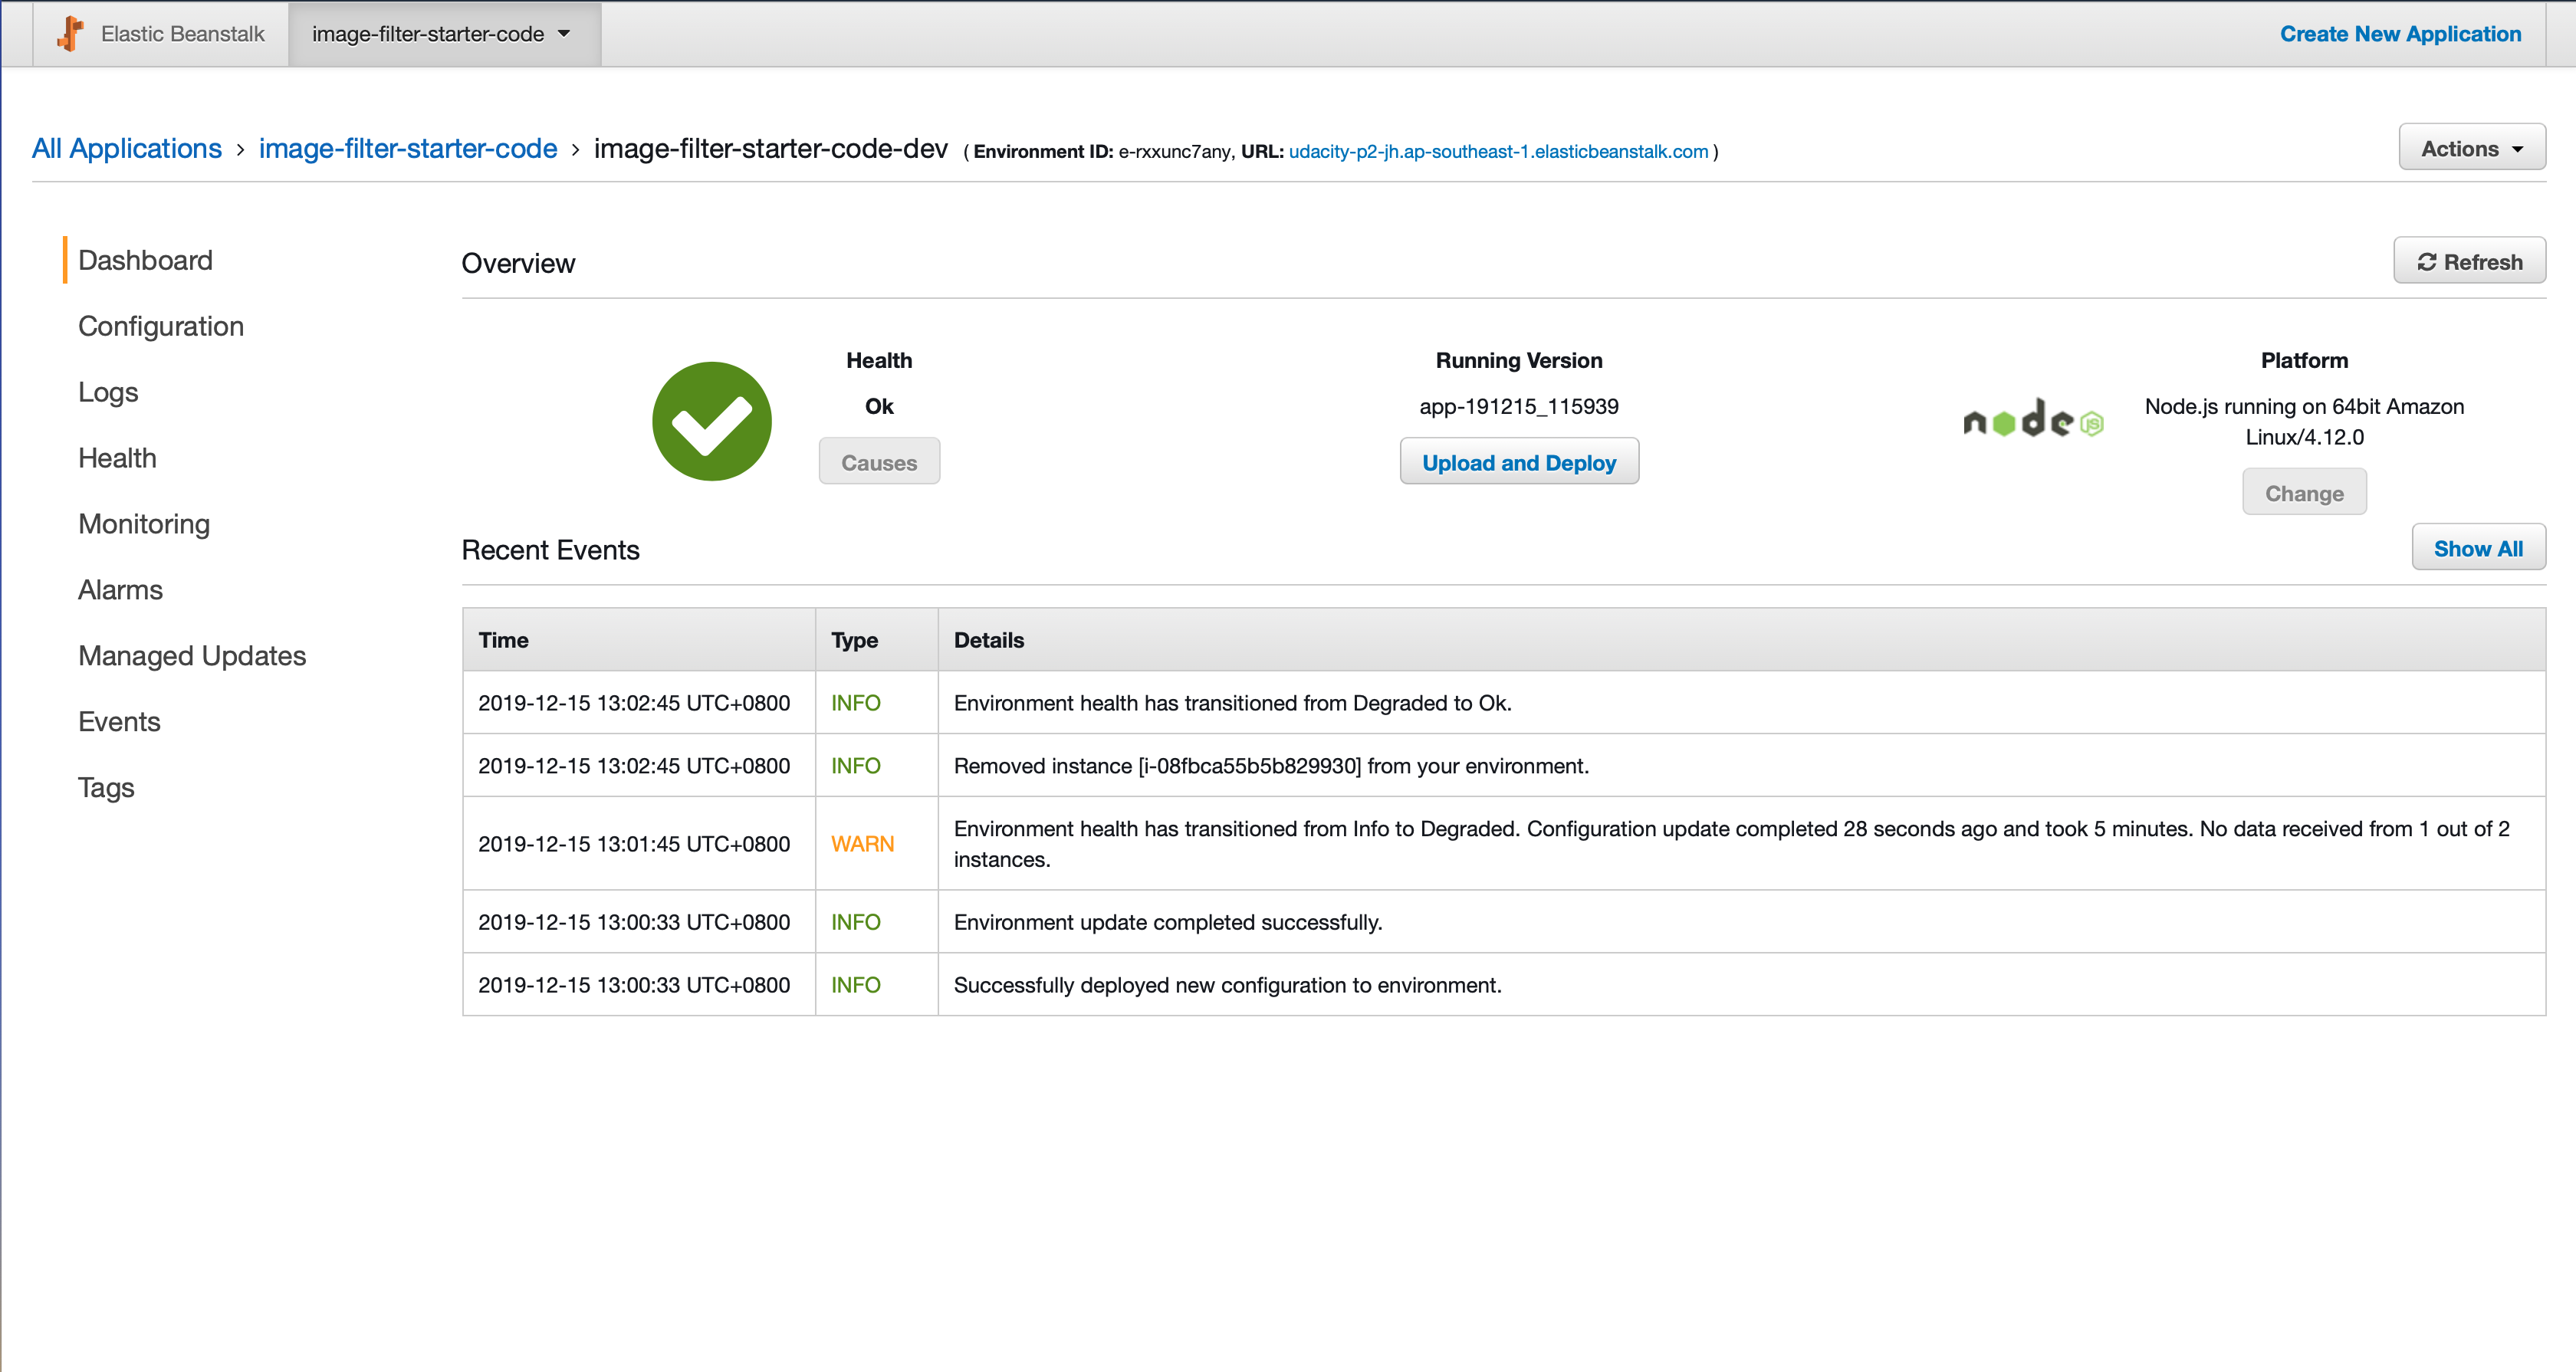 Elastic Beanstalk image-filter-starter-code Create New Application
All Applications › image-filter-starter-code › image-filter-starter-code-dev ( Environment ID: e-rxxunc7any, URL: udacity-p2-jh.ap-southeast-1.elasticbeanstalk.com ) Actions
Dashboard
Configuration
Logs
Health
Monitoring
Alarms
Managed Updates
Events
Tags
Overview Refresh
Health
Ok
Causes
Running Version
app-191215_115939
Upload and Deploy
node JS
Platform
Node.js running on 64bit Amazon
Linux/4.12.0
Change
Recent Events Show All
Time Type Details
2019-12-15 13:02:45 UTC+0800 INFO Environment health has transitioned from Degraded to Ok.
2019-12-15 13:02:45 UTC+0800 INFO Removed instance [i-08fbca55b5b829930] from your environment.
2019-12-15 13:01:45 UTC+0800 WARN Environment health has transitioned from Info to Degraded. Configuration update completed 28 seconds ago and took 5 minutes. No data received from 1 out of 2
instances.
2019-12-15 13:00:33 UTC+0800 INFO Environment update completed successfully.
2019-12-15 13:00:33 UTC+0800 INFO Successfully deployed new configuration to environment.